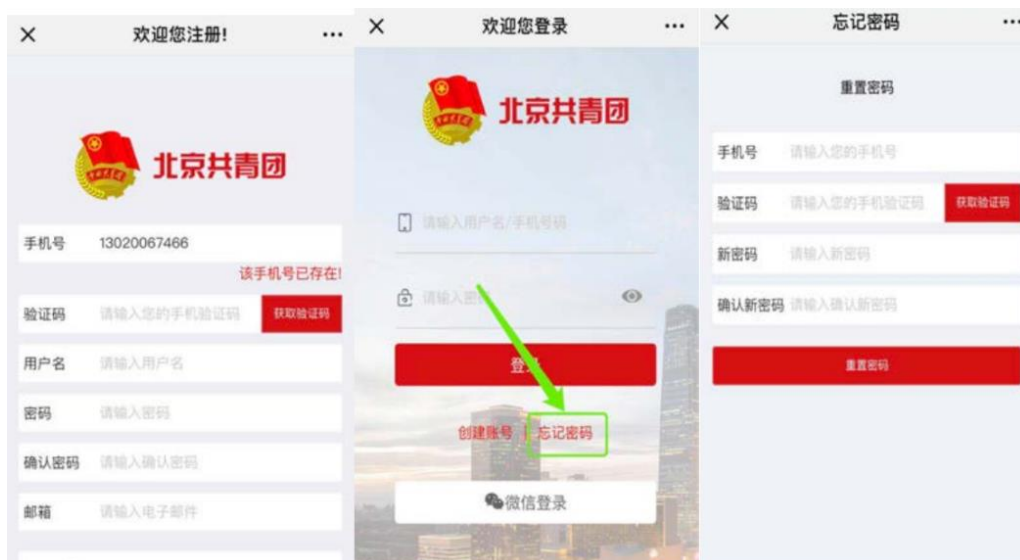 欢迎您注册!
北京共青团
手机号 13020067466
该手机号已存在!
验证码 请输入您的手机验证码 获取验证码
用户名 请输入用户名
密码 请输入密码
确认密码 请输入确认密码
邮箱 请输入电子邮件
欢迎您登录
北京共青团
请输入用户名/手机号码
请输入密
登
创建账号 | 忘记密码
微信登录
忘记密码
重置密码
手机号 请输入您的手机号
验证码 请输入您的手机验证码 获取验证码
新密码 请输入新密码
确认新密码 请输入确认新密码
重置密码